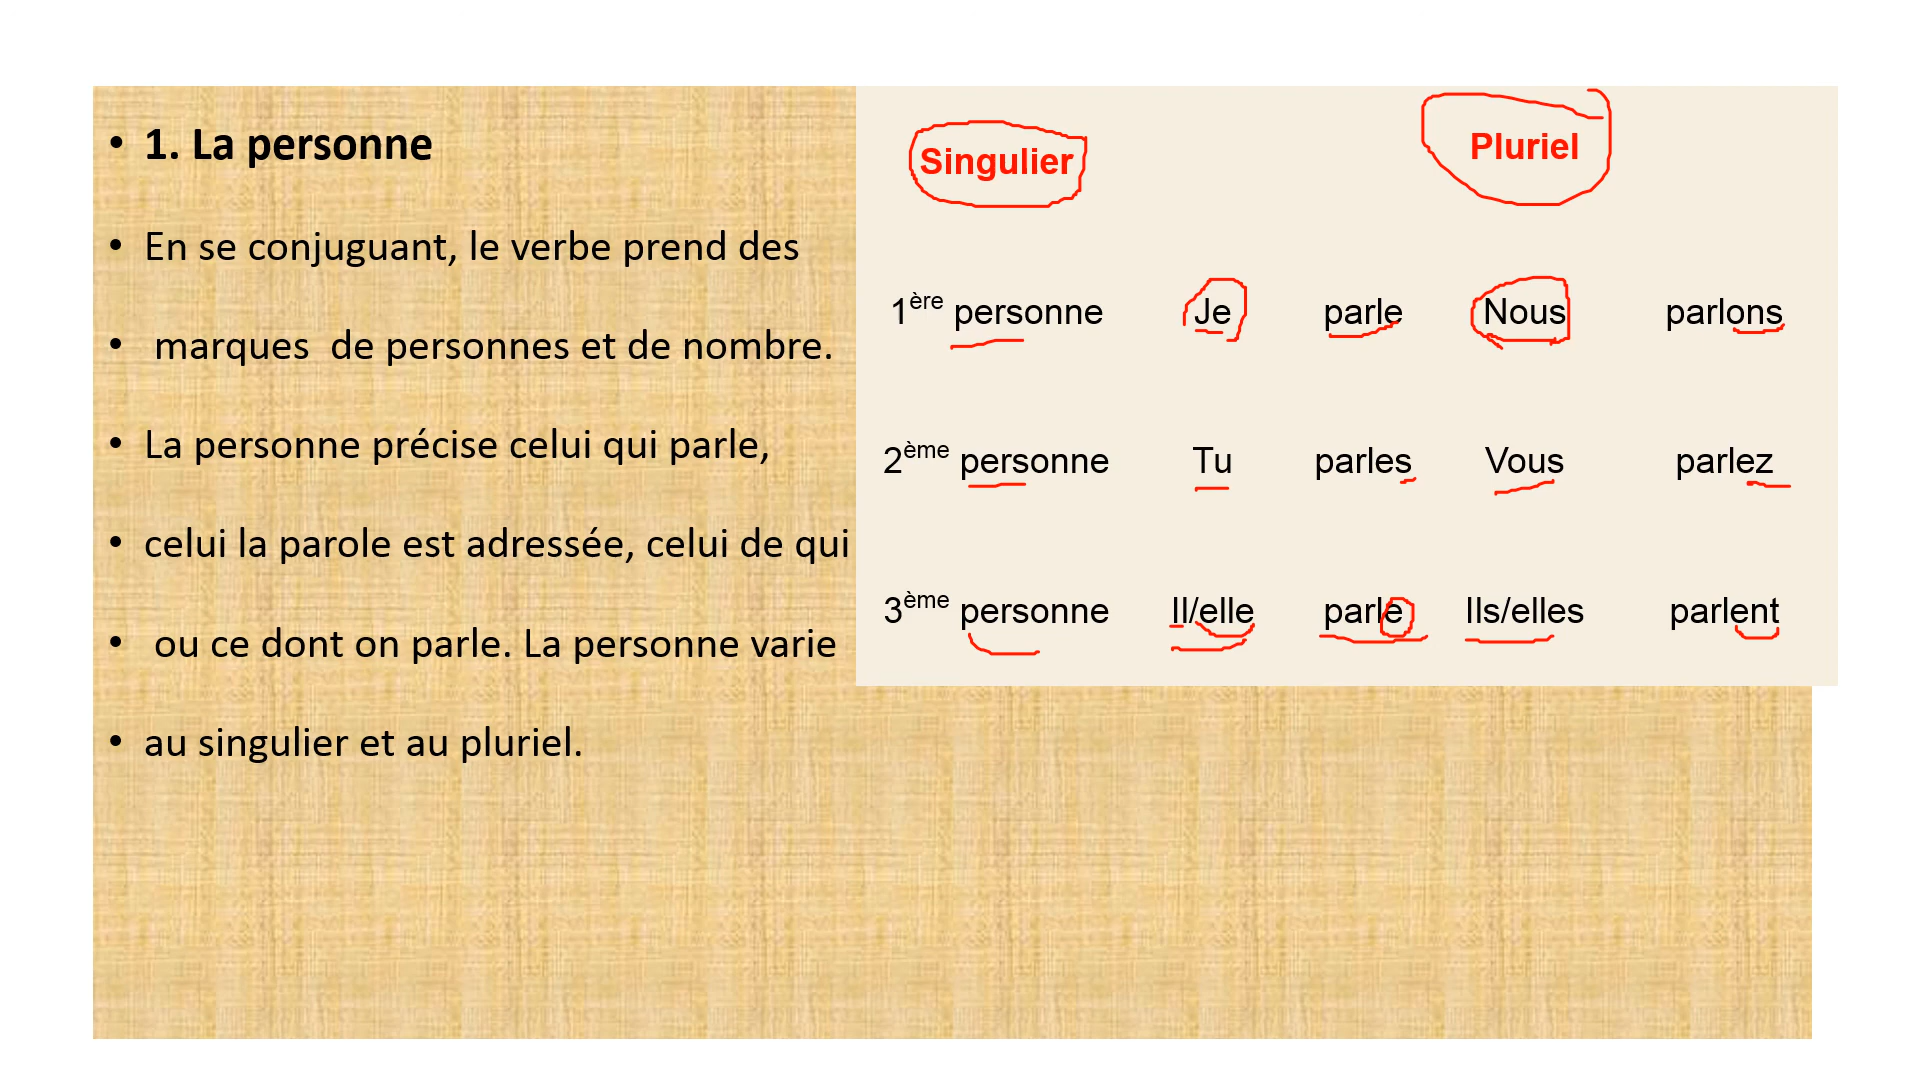 • 1. La personne
• En se conjuguant, le verbe prend des
• marques de personnes et de nombre.
• La personne précise celui qui parle,
• celui la parole est adressée, celui de qui
• ou ce dont on parle. La personne varie
• au singulier et au pluriel.
Singulier Pluriel
1ère personne Je parle Nous parlons
2ème personne Tu parles Vous parlez
3ème personne Il/elle parle Ils/elles parlent